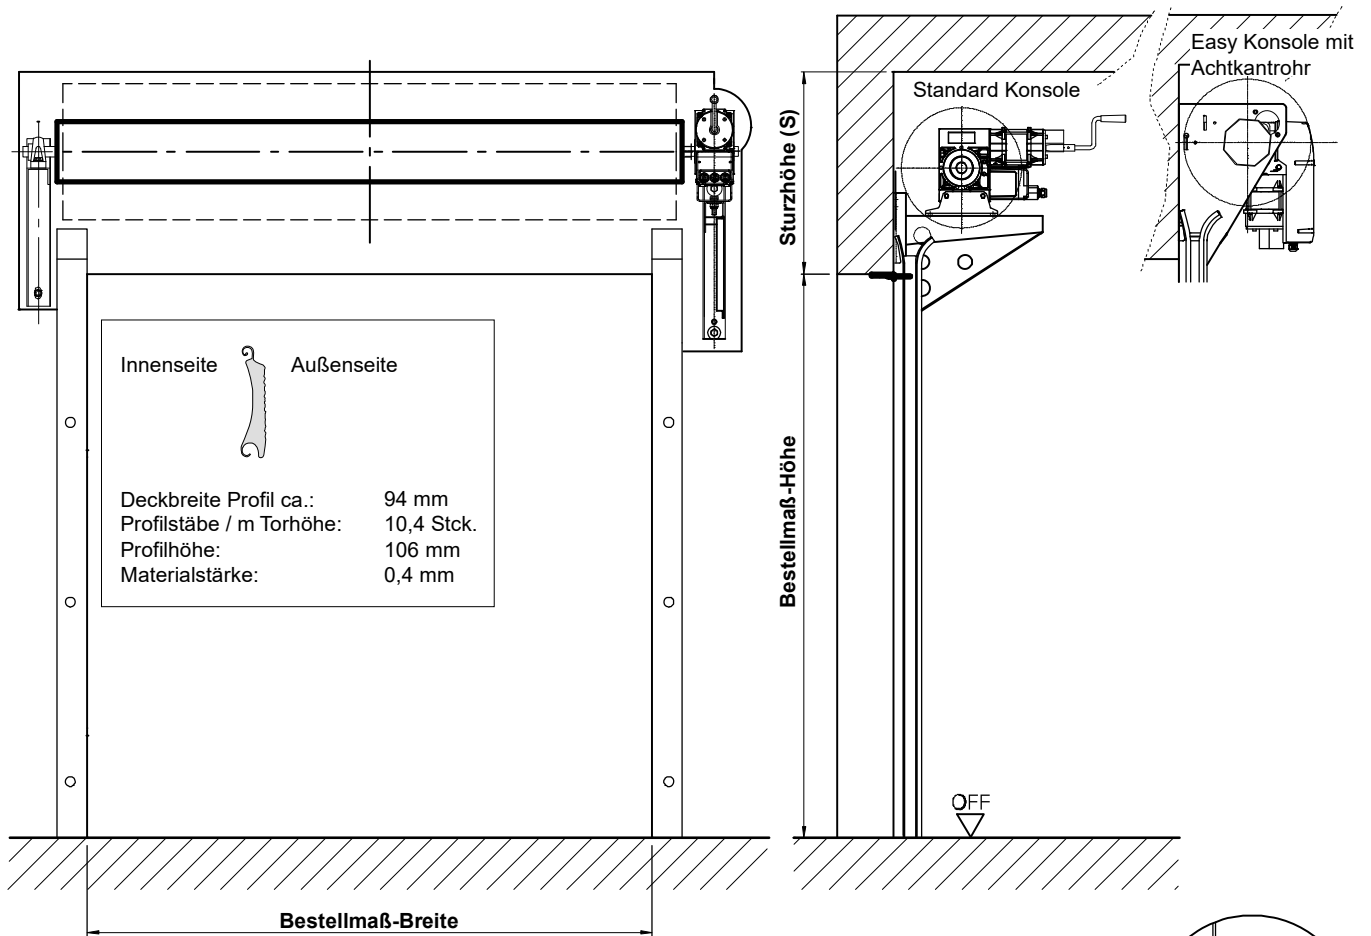 Easy Konsole mit
Achtkantrohr
Standard Konsole
Sturzhöhe (S)
Innenseite
Außenseite
Deckbreite Profil ca.: 94 mm
Profilstäbe / m Torhöhe: 10,4 Stck.
Profilhöhe: 106 mm
Materialstärke: 0,4 mm
Bestellmaß-Höhe
OFF
Bestellmaß-Breite